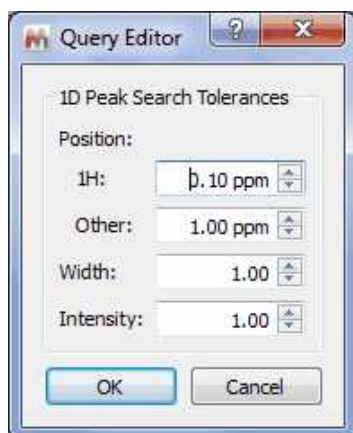 Query Editor
1D Peak Search Tolerances
Position:
1H: 0.10 ppm
Other: 1.00 ppm
Width: 1.00
Intensity: 1.00
OK Cancel